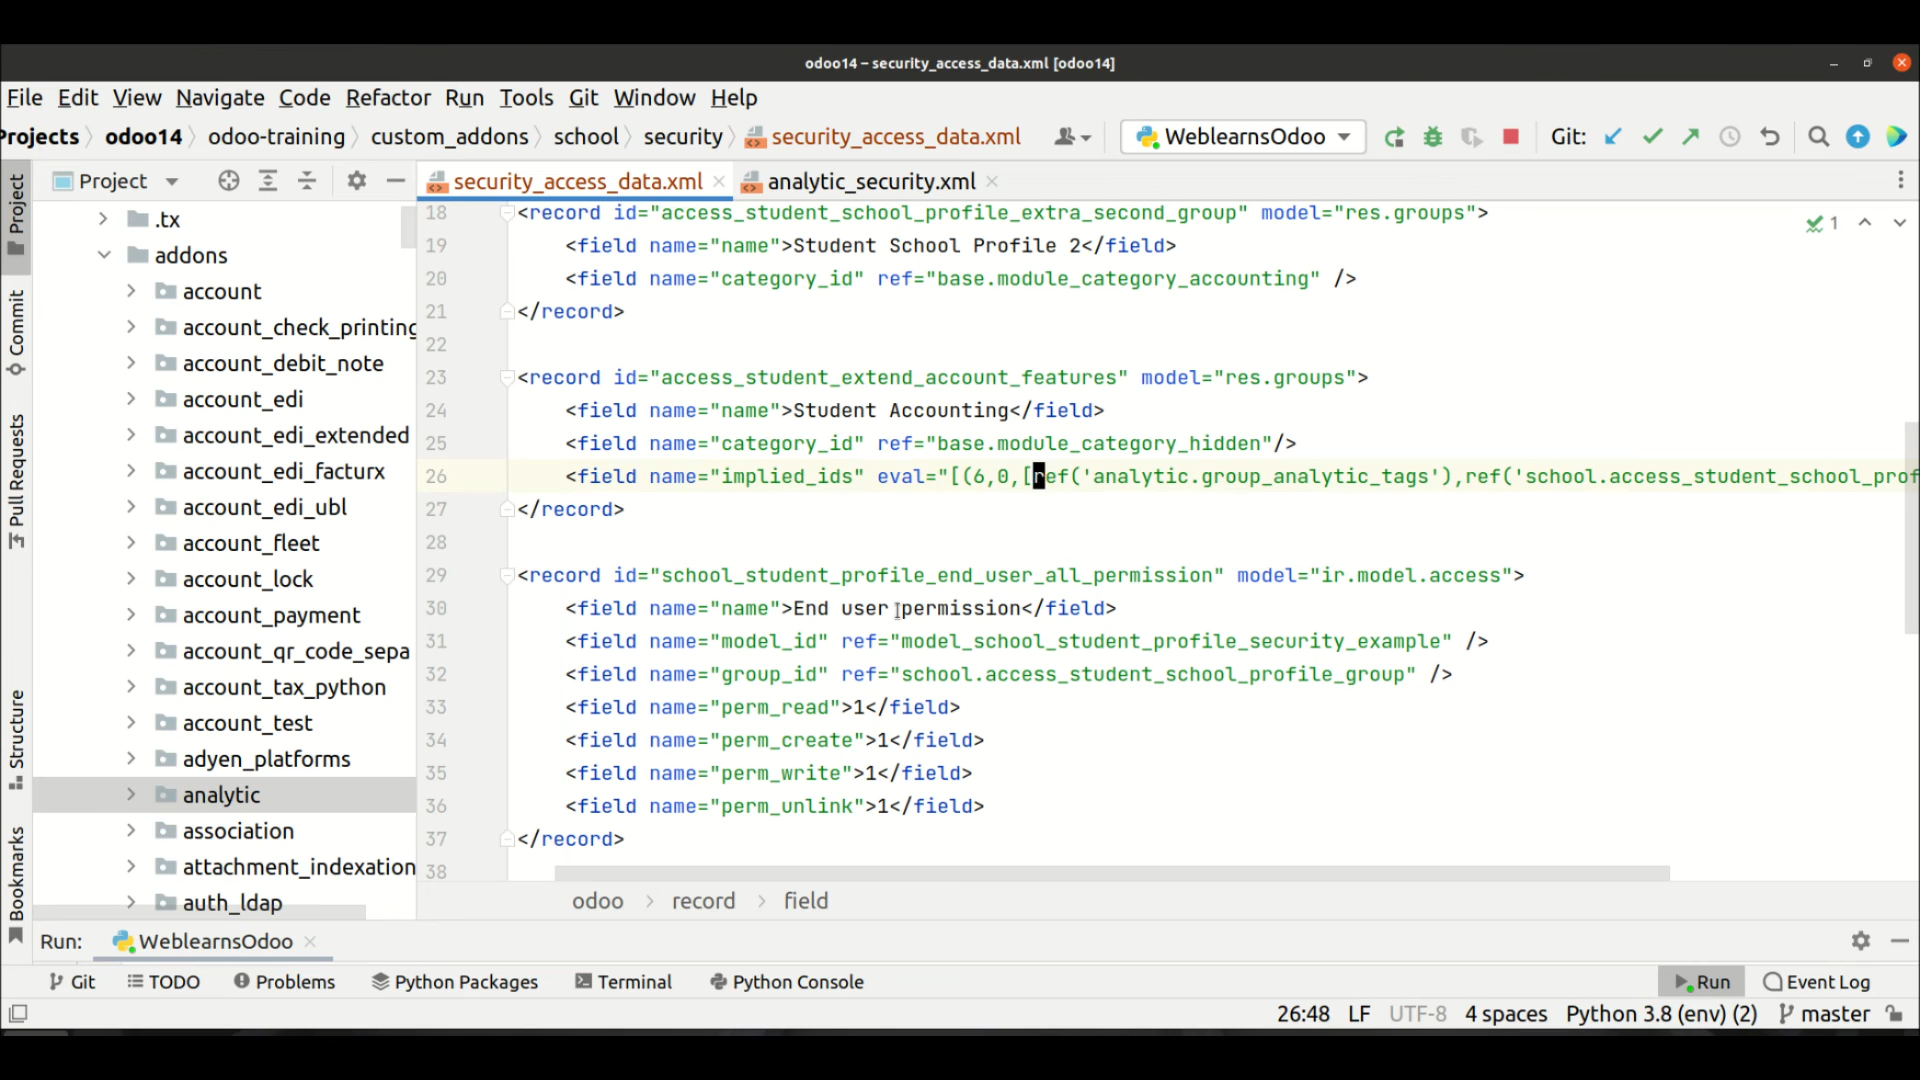 odoo14 – security_access_data.xml [odoo14]
File Edit View Navigate Code Refactor Run Tools Git Window Help
Projects odoo14 odoo-training custom_addons school security security_access_data.xml WeblearnsOdoo Git:
Project security_access_data.xml analytic_security.xml
Project
Commit
Pull Requests
Structure
Bookmarks
.tx
addons
account
account_check_printing
account_debit_note
account_edi
account_edi_extended
account_edi_facturx
account_edi_ubl
account_fleet
account_lock
account_payment
account_qr_code_sepa
account_tax_python
account_test
adyen_platforms
analytic
association
attachment_indexation
auth_ldap
1
18 <record id="access_student_school_profile_extra_second_group" model="res.groups">
19 <field name="name">Student School Profile 2</field>
20 <field name="category_id" ref="base.module_category_accounting" />
21 </record>
22
23 <record id="access_student_extend_account_features" model="res.groups">
24 <field name="name">Student Accounting</field>
25 <field name="category_id" ref="base.module_category_hidden"/>
26 <field name="implied_ids" eval="[(6,0,[ref('analytic.group_analytic_tags'),ref('school.access_student_school_prof
27 </record>
28
29 <record id="school_student_profile_end_user_all_permission" model="ir.model.access">
30 <field name="name">End user permission</field>
31 <field name="model_id" ref="model_school_student_profile_security_example" />
32 <field name="group_id" ref="school.access_student_school_profile_group" />
33 <field name="perm_read">1</field>
34 <field name="perm_create">1</field>
35 <field name="perm_write">1</field>
36 <field name="perm_unlink">1</field>
37 </record>
38
odoo record field
Run: WeblearnsOdoo
Git TODO Problems Python Packages Terminal Python Console Run Event Log
26:48 LF UTF-8 4 spaces Python 3.8 (env) (2) master